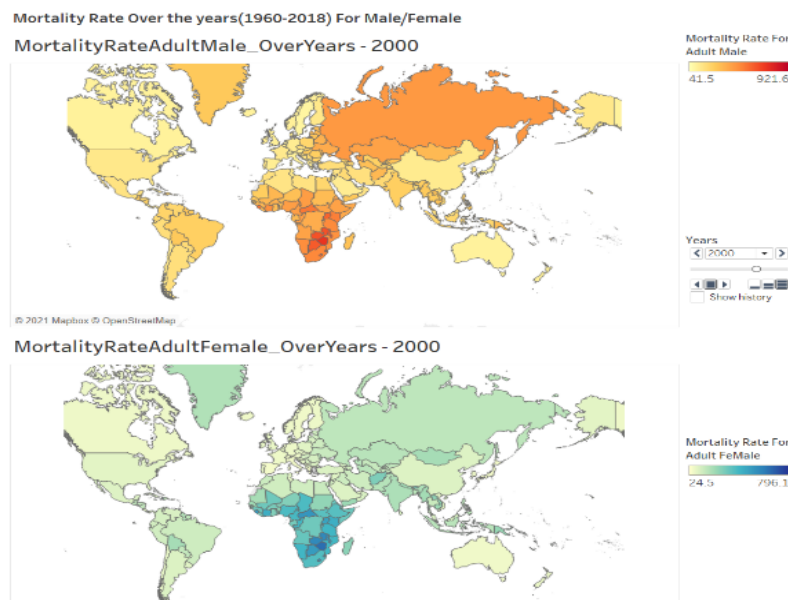 Mortality Rate Over the years(1960-2018) For Male/Female
MortalityRateAdultMale_OverYears - 2000
Mortality Rate For
Adult Male
41.5 921.6
Years
2000
Show history
© 2021 Mapbox © OpenStreetMap
MortalityRateAdultFemale_OverYears - 2000
Mortality Rate For
Adult FeMale
24.5 796.1